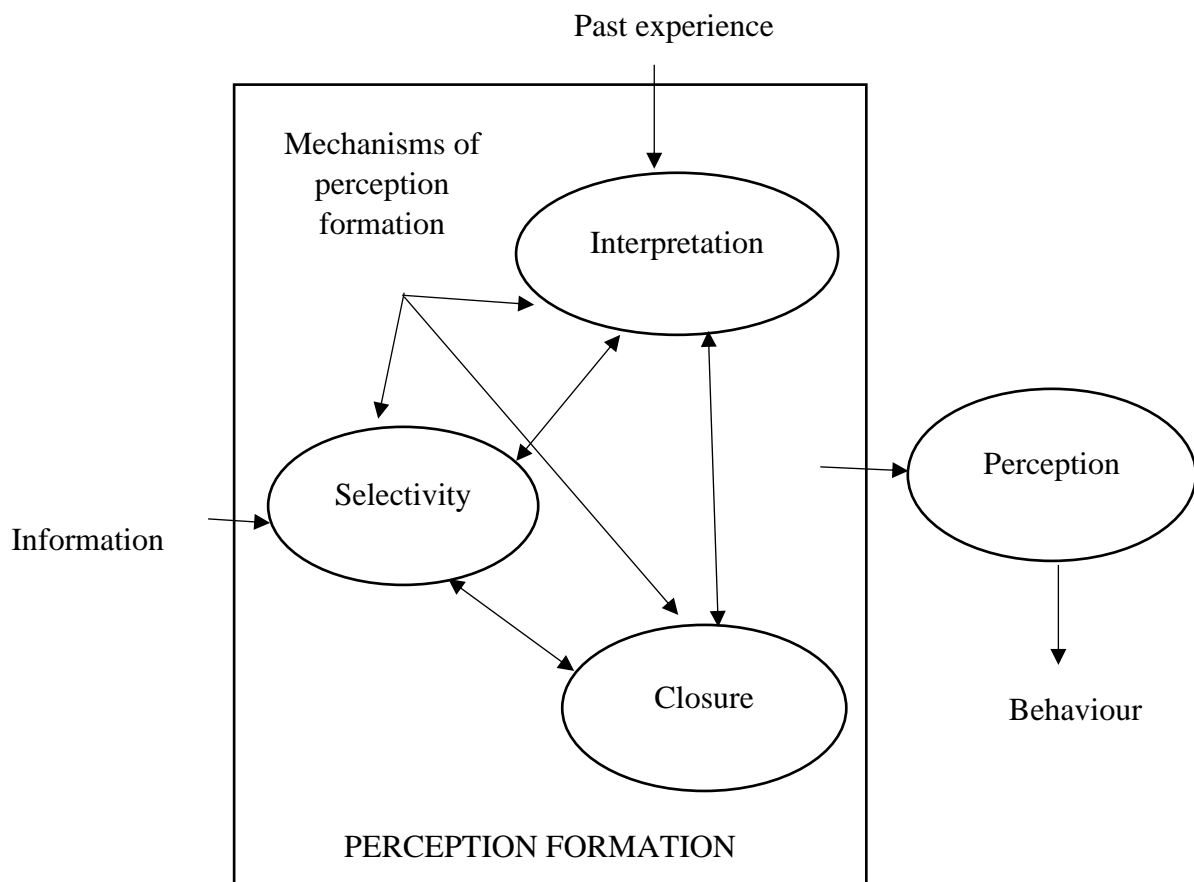 Past experience
Mechanisms of
perception
formation
Interpretation
Perception
Selectivity
Information
Closure
Behaviour
PERCEPTION FORMATION